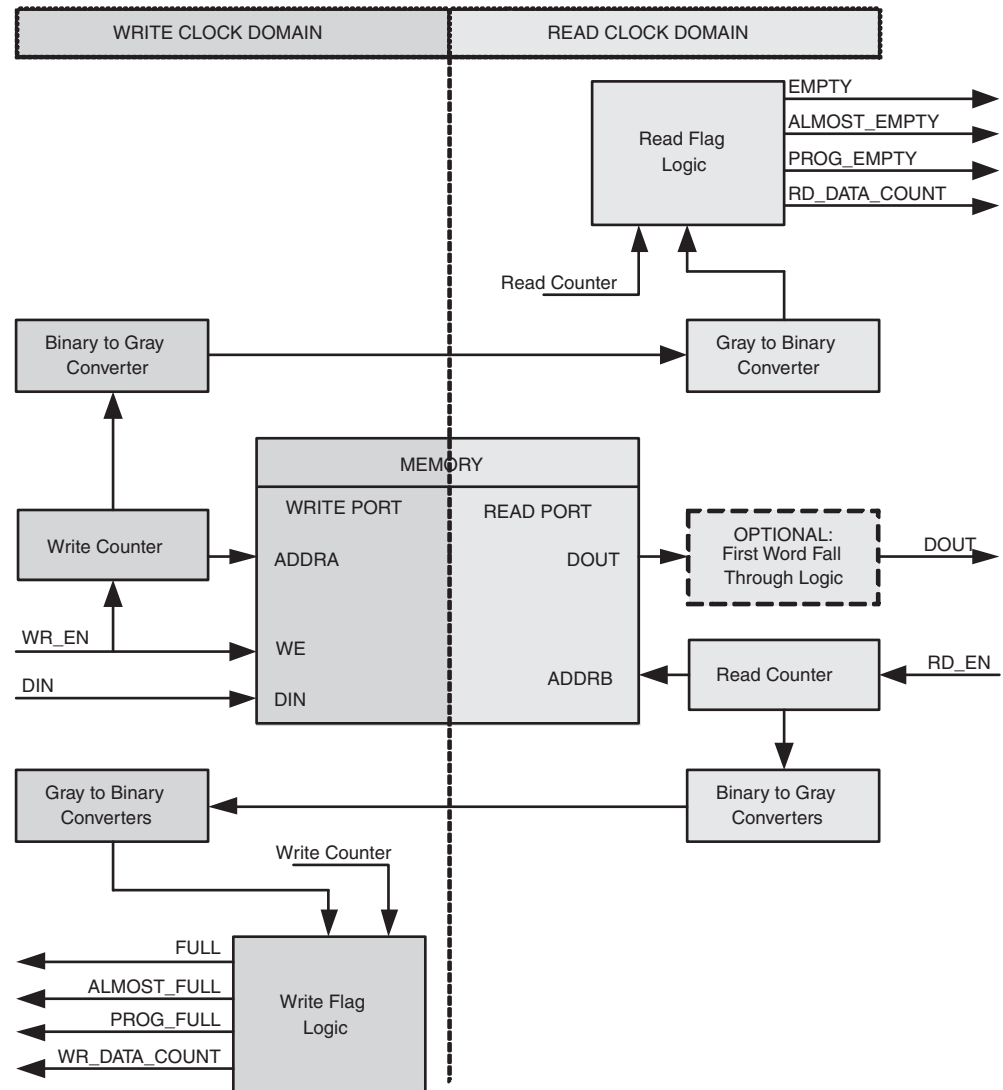 WRITE CLOCK DOMAIN
READ CLOCK DOMAIN
EMPTY
ALMOST_EMPTY
PROG_EMPTY
RD_DATA_COUNT
Read Flag
Logic
Read Counter
Binary to Gray
Converter
Gray to Binary
Converter
MEMORY
WRITE PORT
READ PORT
Write Counter
ADDRA
DOUT
OPTIONAL:
First Word Fall
Through Logic
DOUT
WR_EN
WE
DIN
DIN
ADDRB
Read Counter
RD_EN
Gray to Binary
Converters
Binary to Gray
Converters
Write Counter
FULL
ALMOST_FULL
PROG_FULL
WR_DATA_COUNT
Write Flag
Logic